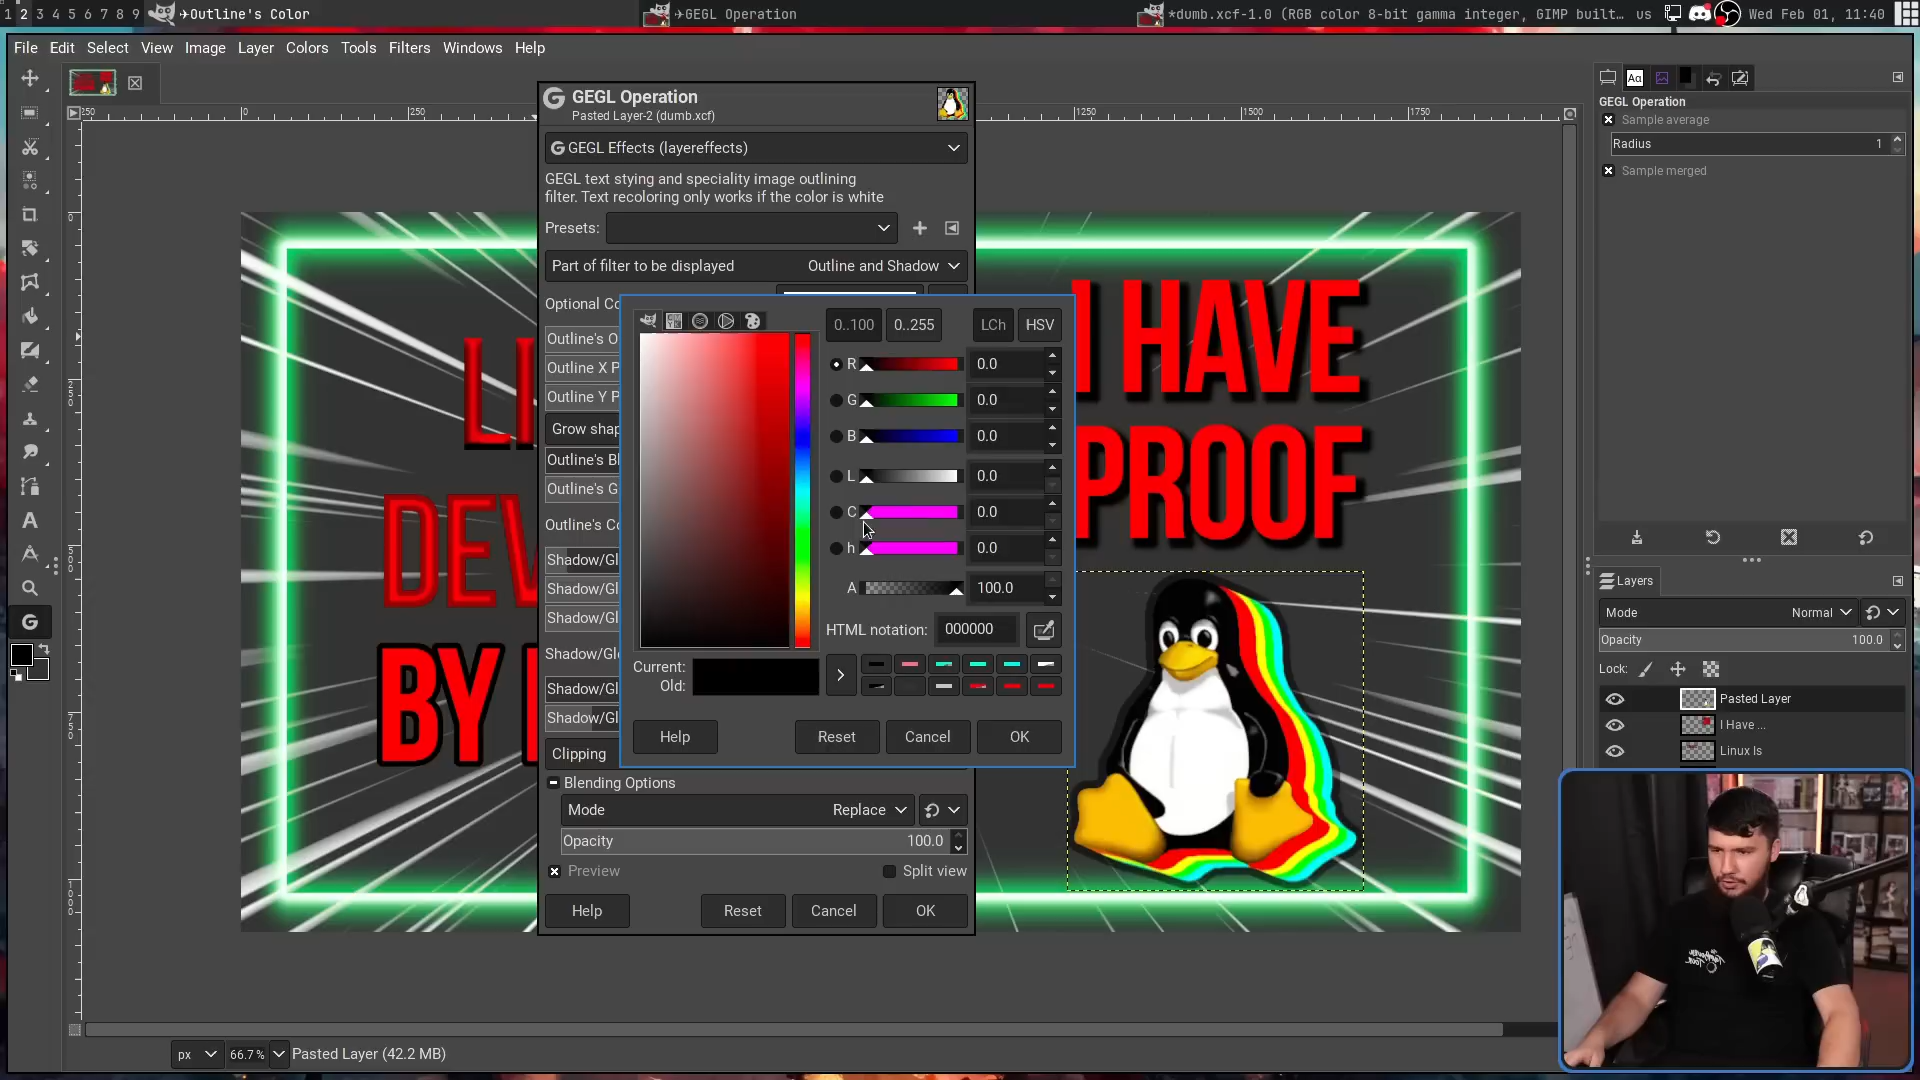 1 2 3 4 5 6 7 8 9
Outline's Color
GEGL Operation
*dumb.xcf-1.0 (RGB color 8-bit gamma integer, GIMP built…
us
Wed Feb 01, 11:40
File Edit Select View Image Layer Colors Tools Filters Windows Help
GEGL Operation
Pasted Layer-2 (dumb.xcf)
GEGL Effects (layereffects)
GEGL text stying and speciality image outlining
filter. Text recoloring only works if the color is white
Presets:
Part of filter to be displayed
Outline and Shadow
Optional Co
Outline's O
Outline X P
Outline Y P
Grow shap
Outline's Bl
Outline's G
Outline's Co
Shadow/Gl
Shadow/Gl
Shadow/Gl
Shadow/Gl
Shadow/Gl
Shadow/Gl
Clipping
Blending Options
Mode
Replace
Opacity
100.0
Preview
Split view
Help
Reset
Cancel
OK
0..100
0..255
LCh
HSV
R
0.0
G
0.0
B
0.0
L
0.0
C
0.0
h
0.0
A
100.0
HTML notation:
000000
Current:
Old:
Help
Reset
Cancel
OK
0
250
1250
1500
1750
0
250
500
750
1000
LI
DEV
BY
I HAVE
PROOF
GEGL Operation
Sample average
Radius
1
Sample merged
Layers
Mode
Normal
Opacity
100.0
Lock:
Pasted Layer
I Have ...
Linux Is
px
66.7 %
Pasted Layer (42.2 MB)